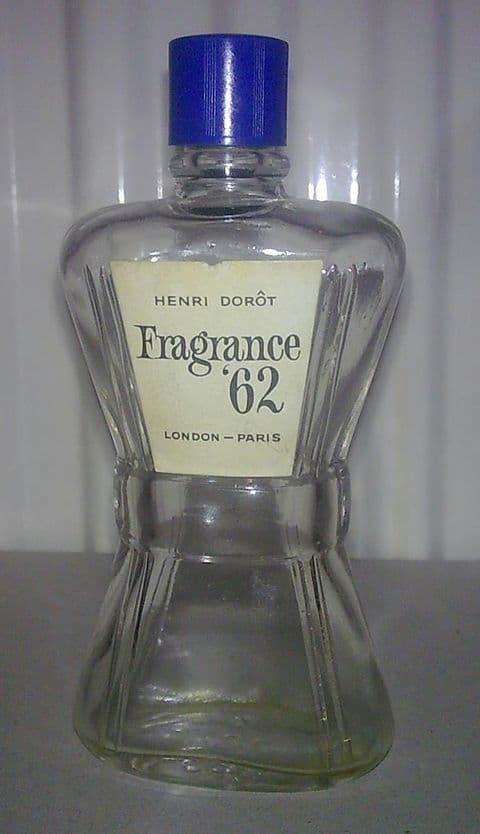 HENRI DORÔT
Fragrance
'62
LONDON – PARIS